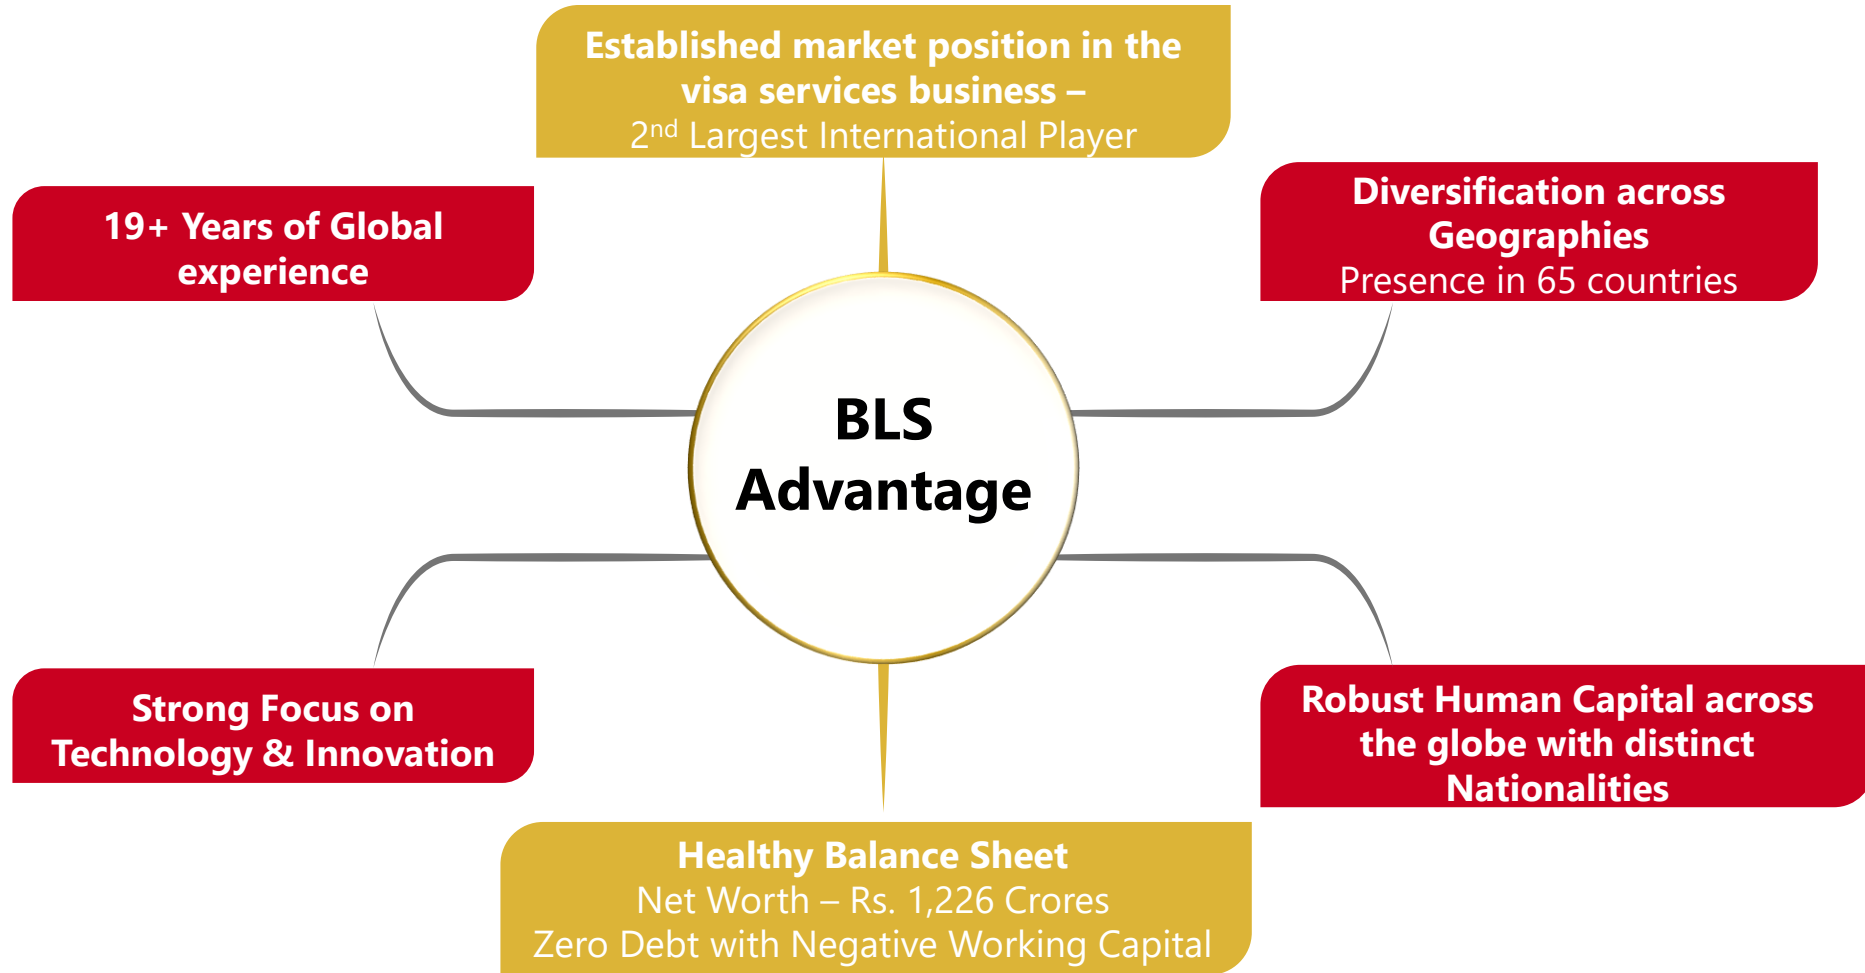 Established market position in the
visa services business –
2nd Largest International Player
19+ Years of Global
experience
Diversification across
Geographies
Presence in 65 countries
BLS
Advantage
Strong Focus on
Technology & Innovation
Robust Human Capital across
the globe with distinct
Nationalities
Healthy Balance Sheet
Net Worth – Rs. 1,226 Crores
Zero Debt with Negative Working Capital